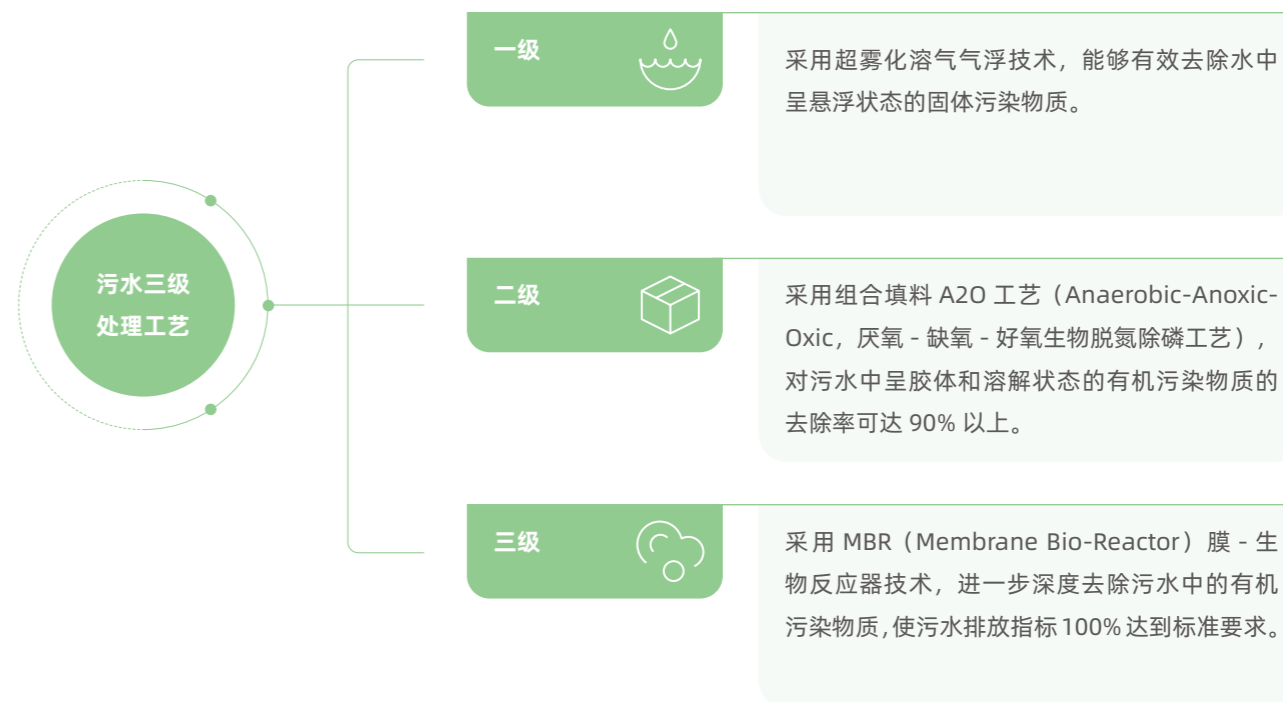 污水三级
处理工艺
一级
采用超雾化溶气气浮技术，能够有效去除水中
呈悬浮状态的固体污染物质。
二级
采用组合填料 A2O 工艺（Anaerobic-Anoxic-
Oxic，厌氧 - 缺氧 - 好氧生物脱氮除磷工艺），
对污水中呈胶体和溶解状态的有机污染物质的
去除率可达 90% 以上。
三级
采用 MBR（Membrane Bio-Reactor）膜 - 生
物反应器技术，进一步深度去除污水中的有机
污染物质，使污水排放指标 100% 达到标准要求。